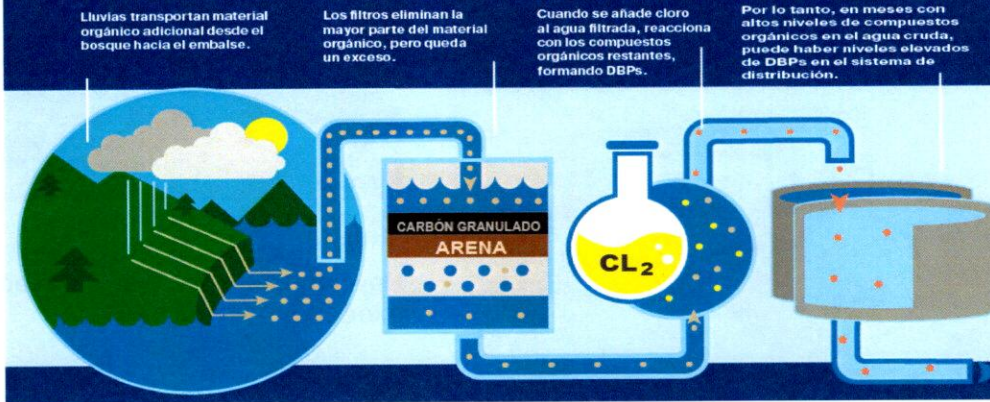 Lluvias transportan material
orgánico adicional desde el
bosque hacia el embalse.
Los filtros eliminan la
mayor parte del material
orgánico, pero queda
un exceso.
Cuando se añade cloro
al agua filtrada, reacciona
con los compuestos
orgánicos restantes,
formando DBPs.
Por lo tanto, en meses con
altos niveles de compuestos
orgánicos en el agua cruda,
puede haber niveles elevados
de DBPs en el sistema de
distribución.
CARBÓN GRANULADO
ARENA
CL₂